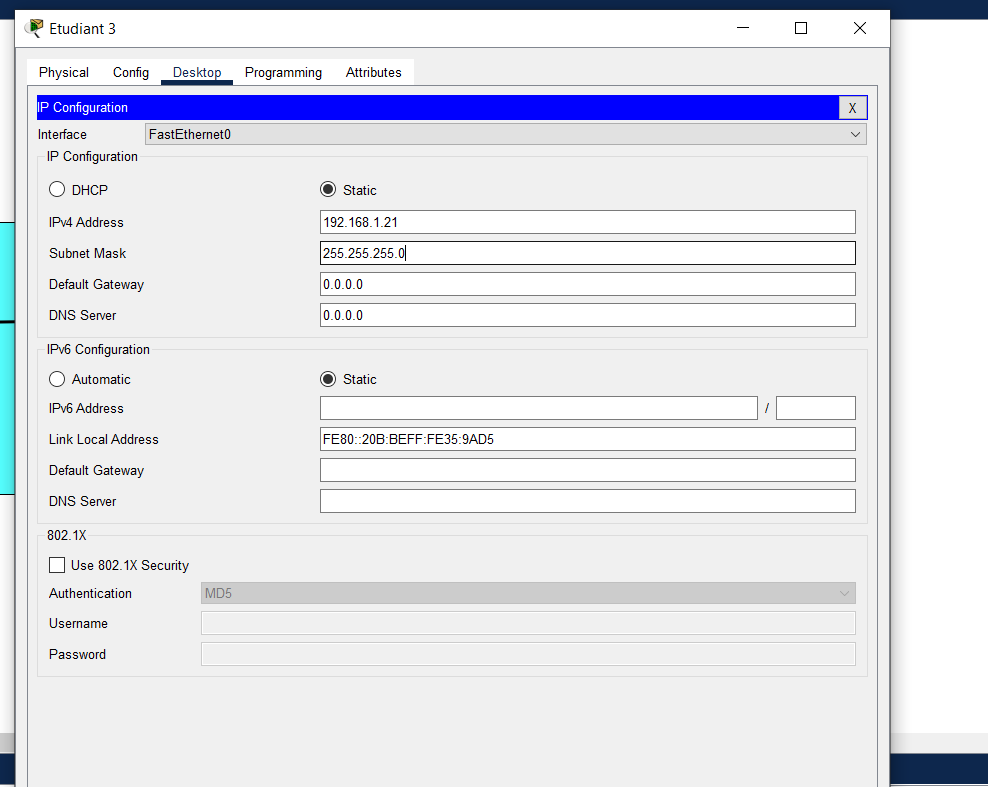 Etudiant 3
Physical Config Desktop Programming Attributes
IP Configuration X
Interface FastEthernet0
IP Configuration
DHCP Static
IPv4 Address 192.168.1.21
Subnet Mask 255.255.255.0
Default Gateway 0.0.0.0
DNS Server 0.0.0.0
IPv6 Configuration
Automatic Static
IPv6 Address /
Link Local Address FE80::20B:BEFF:FE35:9AD5
Default Gateway
DNS Server
802.1X
Use 802.1X Security
Authentication MD5
Username
Password